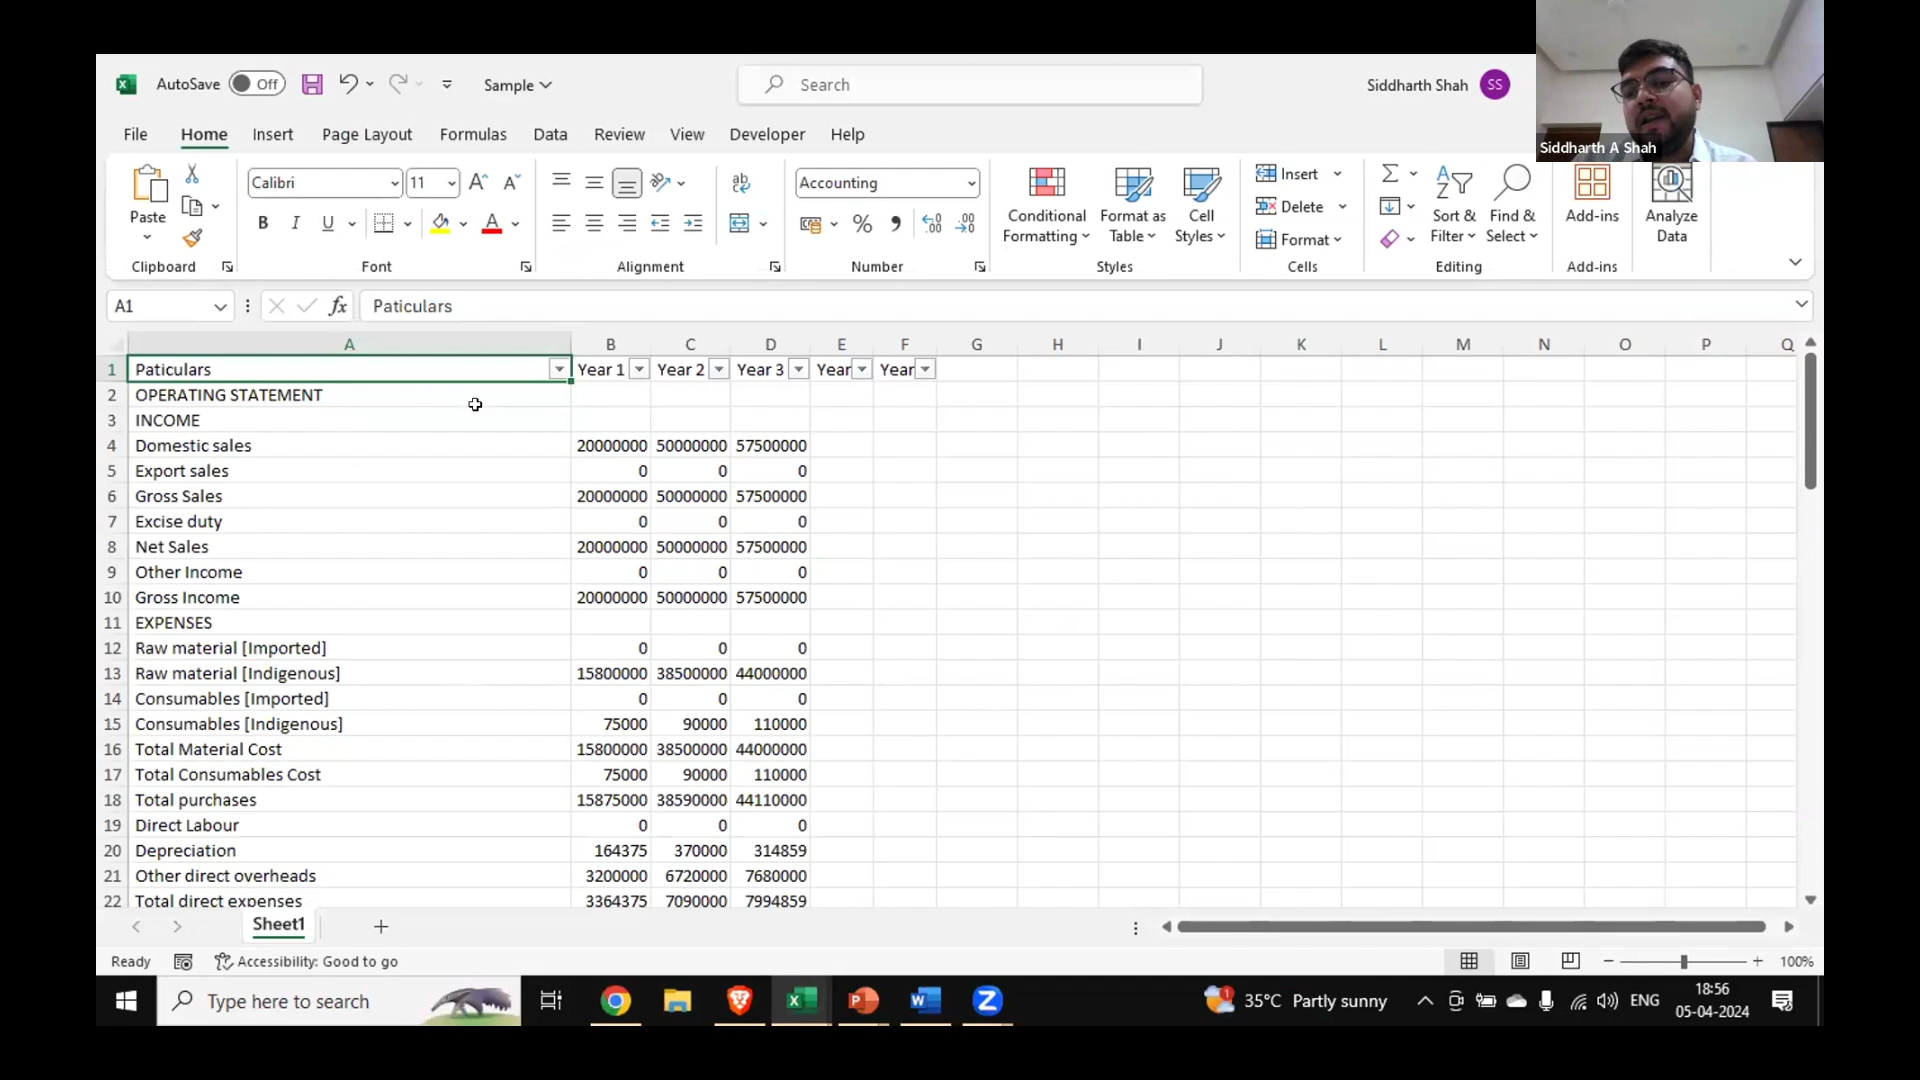 AutoSave Off Sample Search Siddharth Shah SS
Siddharth A Shah
File Home Insert Page Layout Formulas Data Review View Developer Help
Paste
Clipboard
Calibri 11
B I U A
Font
ab
Alignment
Accounting
% 9
Number
Conditional Formatting
Format as Table
Cell Styles
Styles
Insert
Delete
Format
Cells
Sort & Filter
Find & Select
Editing
Add-ins
Add-ins
Analyze Data
A1 fx Paticulars
A B C D E F G H I J K L M N O P Q
1 Paticulars Year 1 Year 2 Year 3 Year Year
2 OPERATING STATEMENT
3 INCOME
4 Domestic sales 20000000 50000000 57500000
5 Export sales 0 0 0
6 Gross Sales 20000000 50000000 57500000
7 Excise duty 0 0 0
8 Net Sales 20000000 50000000 57500000
9 Other Income 0 0 0
10 Gross Income 20000000 50000000 57500000
11 EXPENSES
12 Raw material [Imported] 0 0 0
13 Raw material [Indigenous] 15800000 38500000 44000000
14 Consumables [Imported] 0 0 0
15 Consumables [Indigenous] 75000 90000 110000
16 Total Material Cost 15800000 38500000 44000000
17 Total Consumables Cost 75000 90000 110000
18 Total purchases 15875000 38590000 44110000
19 Direct Labour 0 0 0
20 Depreciation 164375 370000 314859
21 Other direct overheads 3200000 6720000 7680000
22 Total direct expenses 3364375 7090000 7994859
Sheet1
Ready Accessibility: Good to go 100%
Type here to search 35°C Partly sunny ENG 18:56
05-04-2024